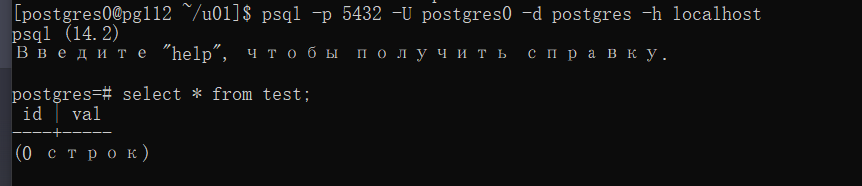 [postgres0@pg112 ~/u01]$ psql -p 5432 -U postgres0 -d postgres -h localhost
psql (14.2)
Введите "help", чтобы получить справку.
postgres=# select * from test;
 id | val
----+-----
(0 строк)